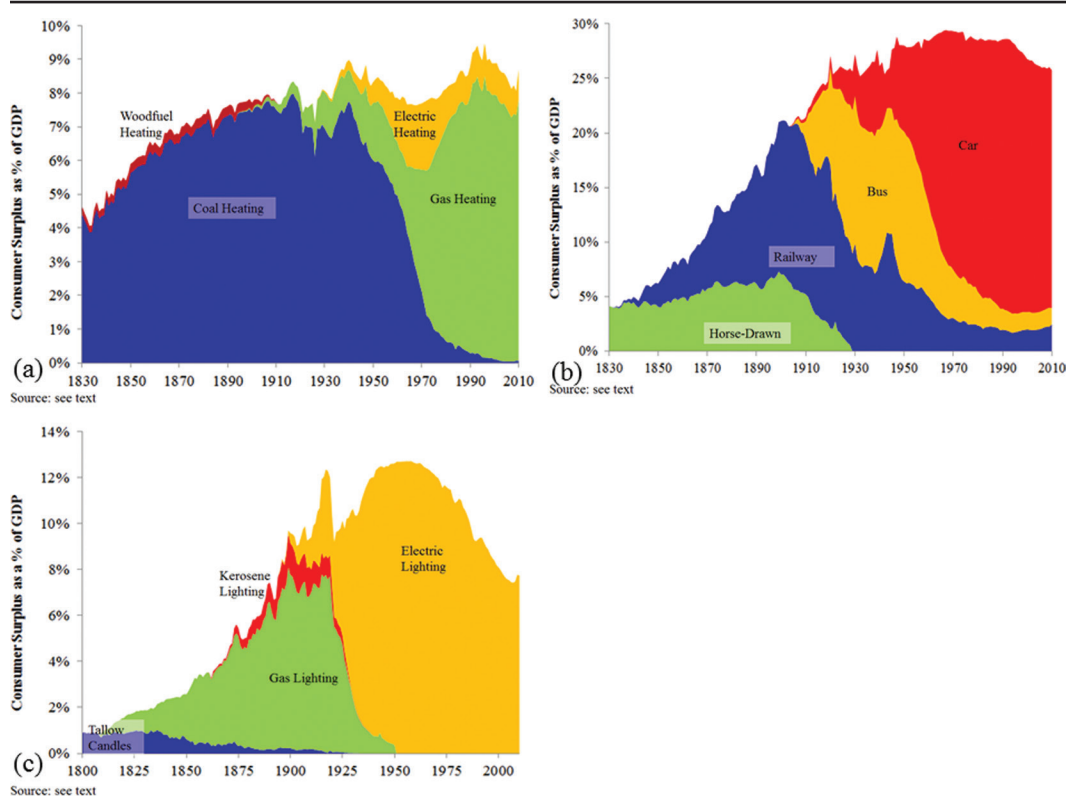 Consumer Surplus as % of GDP
10%
9%
8%
7%
6%
5%
4%
3%
2%
1%
0%
Woodfuel
Heating
Electric
Heating
Coal Heating
Gas Heating
(a)
1830 1850 1870 1890 1910 1930 1950 1970 1990 2010
Source: see text
Consumer Surplus as % of GDP
30%
25%
20%
15%
10%
5%
0%
Car
Bus
Railway
Horse-Drawn
(b)
1830 1850 1870 1890 1910 1930 1950 1970 1990 2010
Source: see text
Consumer Surplus as a % of GDP
14%
12%
10%
8%
6%
4%
2%
0%
Kerosene
Lighting
Electric
Lighting
Gas Lighting
Tallow
Candles
(c)
1800 1825 1850 1875 1900 1925 1950 1975 2000
Source: see text